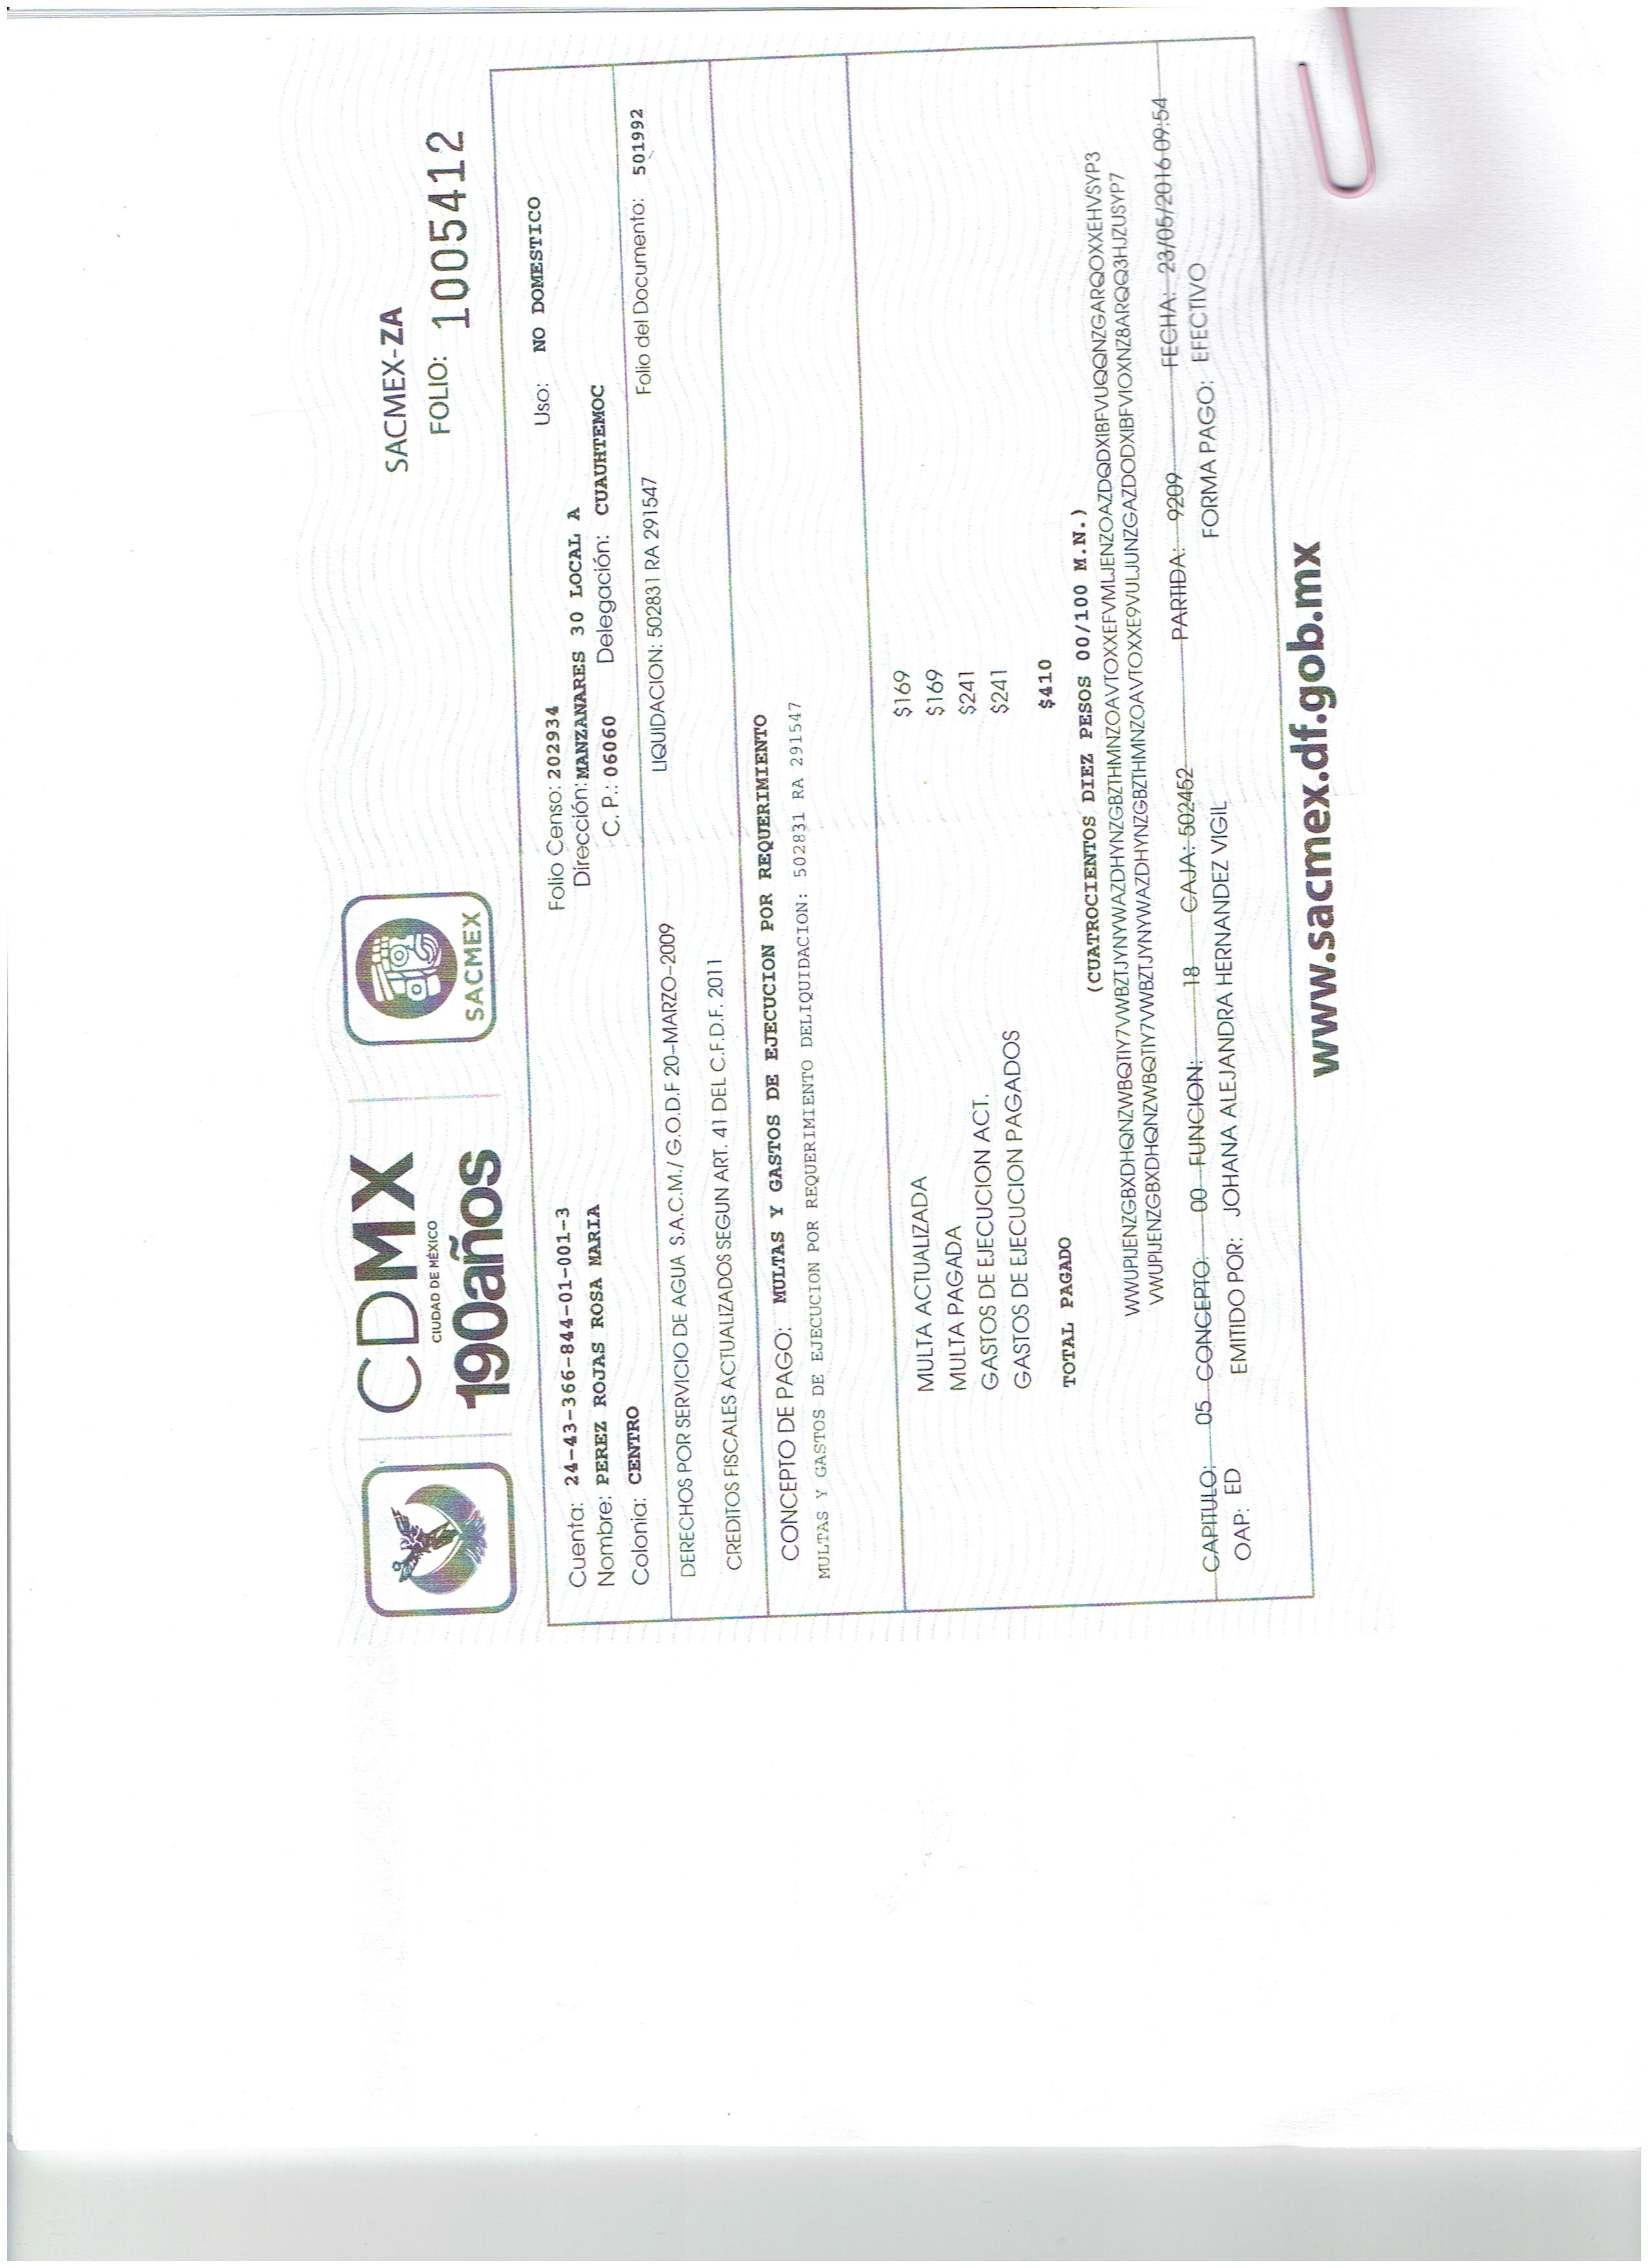 CDMX
CIUDAD DE MÉXICO
190años
SACMEX
SACMEX-ZA
FOLIO: 1005412
Cuenta: 24-43-366-844-01-001-3 Folio Censo: 202934 Uso: NO DOMESTICO
Nombre: PEREZ ROJAS ROSA MARIA Dirección: MANZANARES 30 LOCAL A
Colonia: CENTRO C. P.: 06060 Delegación: CUAUHTEMOC
DERECHOS POR SERVICIO DE AGUA S.A.C.M./ G.O.D.F 20-MARZO-2009 LIQUIDACION: 502831 RA 291547 Folio del Documento: 501992
CREDITOS FISCALES ACTUALIZADOS SEGUN ART. 41 DEL C.F.D.F. 2011
CONCEPTO DE PAGO: MULTAS Y GASTOS DE EJECUCION POR REQUERIMIENTO
MULTAS Y GASTOS DE EJECUCION POR REQUERIMIENTO DELIQUIDACION: 502831 RA 291547
MULTA ACTUALIZADA $169
MULTA PAGADA $169
GASTOS DE EJECUCION ACT. $241
GASTOS DE EJECUCION PAGADOS $241
TOTAL PAGADO $410
(CUATROCIENTOS DIEZ PESOS 00/100 M.N.)
CAPITULO: 05 CONCEPTO: 00 FUNCION: 18 CAJA: 502452 PARTIDA: 9209 FECHA: 23/05/2016 09:54
OAP: ED EMITIDO POR: JOHANA ALEJANDRA HERNANDEZ VIGIL FORMA PAGO: EFECTIVO
www.sacmex.df.gob.mx